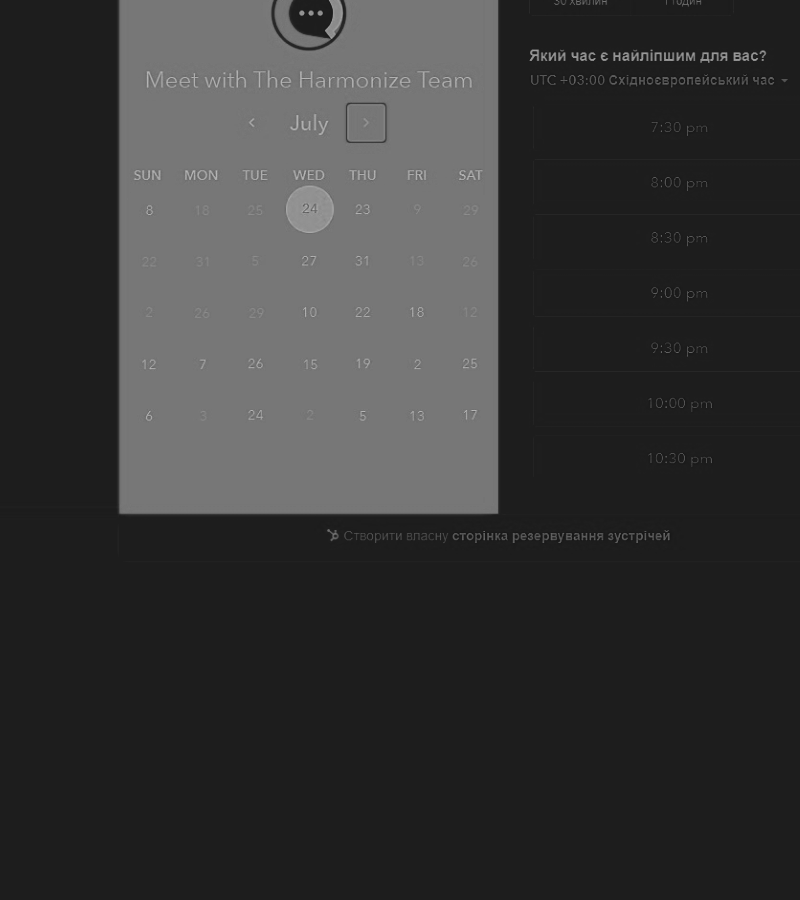 30 хвилин 1 годин
Meet with The Harmonize Team
July
SUN MON TUE WED THU FRI SAT
8 18 25 24 23 9 29
22 31 5 27 31 13 26
2 26 29 10 22 18 12
12 7 26 15 19 2 25
6 3 24 2 5 13 17
Який час є найліпшим для вас?
UTC +03:00 Східноєвропейський час
7:30 pm
8:00 pm
8:30 pm
9:00 pm
9:30 pm
10:00 pm
10:30 pm
Створити власну сторінка резервування зустрічей